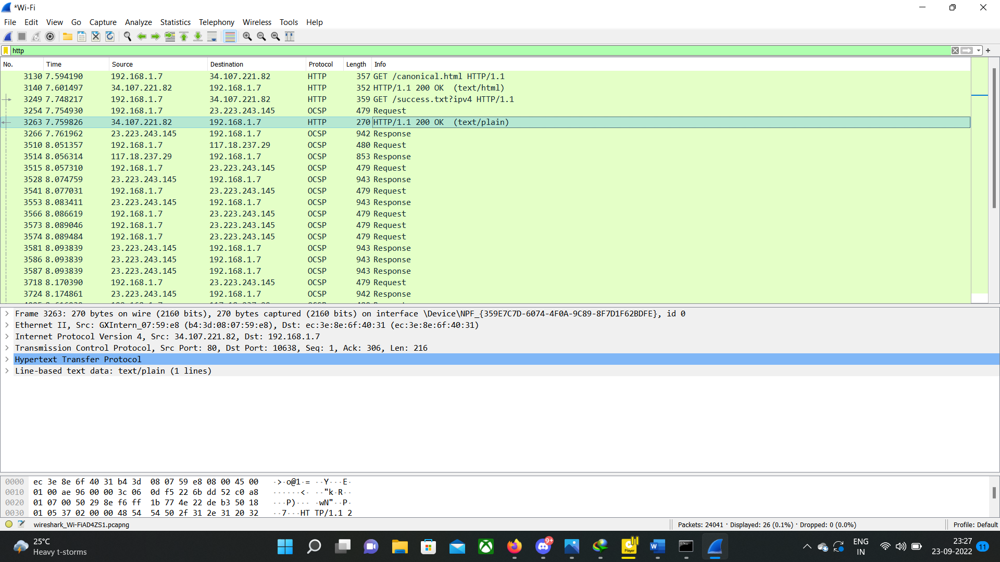 *Wi-Fi
File Edit View Go Capture Analyze Statistics Telephony Wireless Tools Help
http
No. Time Source Destination Protocol Length Info
3130 7.594190 192.168.1.7 34.107.221.82 HTTP 357 GET /canonical.html HTTP/1.1
3140 7.601497 34.107.221.82 192.168.1.7 HTTP 352 HTTP/1.1 200 OK (text/html)
3249 7.748217 192.168.1.7 34.107.221.82 HTTP 359 GET /success.txt?ipv4 HTTP/1.1
3254 7.754930 192.168.1.7 23.223.243.145 OCSP 479 Request
3263 7.759826 34.107.221.82 192.168.1.7 HTTP 270 HTTP/1.1 200 OK (text/plain)
3266 7.761962 23.223.243.145 192.168.1.7 OCSP 942 Response
3510 8.051357 192.168.1.7 117.18.237.29 OCSP 480 Request
3514 8.056314 117.18.237.29 192.168.1.7 OCSP 853 Response
3515 8.057310 192.168.1.7 23.223.243.145 OCSP 479 Request
3528 8.074759 23.223.243.145 192.168.1.7 OCSP 943 Response
3541 8.077031 192.168.1.7 23.223.243.145 OCSP 479 Request
3553 8.083411 23.223.243.145 192.168.1.7 OCSP 943 Response
3566 8.086619 192.168.1.7 23.223.243.145 OCSP 479 Request
3573 8.089046 192.168.1.7 23.223.243.145 OCSP 479 Request
3574 8.089484 192.168.1.7 23.223.243.145 OCSP 479 Request
3581 8.093839 23.223.243.145 192.168.1.7 OCSP 943 Response
3586 8.093839 23.223.243.145 192.168.1.7 OCSP 943 Response
3587 8.093839 23.223.243.145 192.168.1.7 OCSP 943 Response
3718 8.170390 192.168.1.7 23.223.243.145 OCSP 479 Request
3724 8.174861 23.223.243.145 192.168.1.7 OCSP 942 Response
Frame 3263: 270 bytes on wire (2160 bits), 270 bytes captured (2160 bits) on interface \Device\NPF_{359E7C7D-6074-4F0A-9C89-8F7D1F62BDFE}, id 0
Ethernet II, Src: GXIntern_07:59:e8 (b4:3d:08:07:59:e8), Dst: ec:3e:8e:6f:40:31 (ec:3e:8e:6f:40:31)
Internet Protocol Version 4, Src: 34.107.221.82, Dst: 192.168.1.7
Transmission Control Protocol, Src Port: 80, Dst Port: 10638, Seq: 1, Ack: 306, Len: 216
Hypertext Transfer Protocol
Line-based text data: text/plain (1 lines)
0000 ec 3e 8e 6f 40 31 b4 3d 08 07 59 e8 08 00 45 00 ·>·o@1·= ··Y···E·
0010 01 00 ae 96 00 00 3c 06 0d f5 22 6b dd 52 c0 a8 ······<· ··"k·R··
0020 01 07 00 50 29 8e f6 ff 1b 77 4e 22 de b3 50 18 ···P)··· ·wN"··P·
0030 01 05 37 02 00 00 48 54 54 50 2f 31 2e 31 20 32 ··7···HT TP/1.1 2
wireshark_Wi-FiAD4ZS1.pcapng Packets: 24041 · Displayed: 26 (0.1%) · Dropped: 0 (0.0%) Profile: Default
25°C
Heavy t-storms
9+
Player
W
ENG
IN
23:27
23-09-2022
11